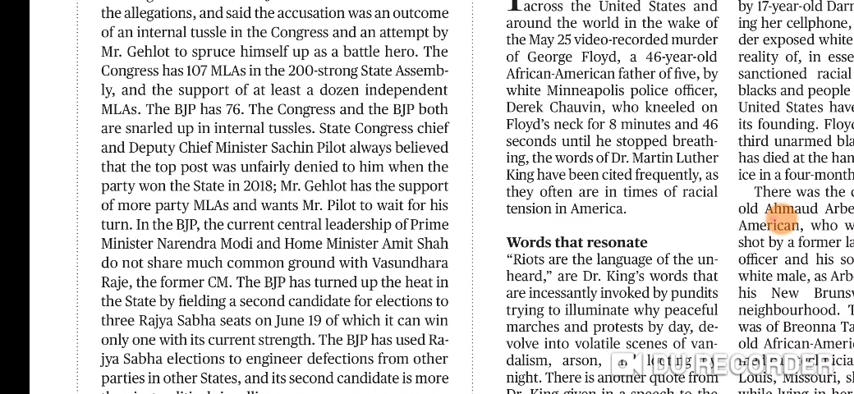 the allegations, and said the accusation was an outcome
of an internal tussle in the Congress and an attempt by
Mr. Gehlot to spruce himself up as a battle hero. The
Congress has 107 MLAs in the 200-strong State Assemb-
ly, and the support of at least a dozen independent
MLAs. The BJP has 76. The Congress and the BJP both
are snarled up in internal tussles. State Congress chief
and Deputy Chief Minister Sachin Pilot always believed
that the top post was unfairly denied to him when the
party won the State in 2018; Mr. Gehlot has the support
of more party MLAs and wants Mr. Pilot to wait for his
turn. In the BJP, the current central leadership of Prime
Minister Narendra Modi and Home Minister Amit Shah
do not share much common ground with Vasundhara
Raje, the former CM. The BJP has turned up the heat in
the State by fielding a second candidate for elections to
three Rajya Sabha seats on June 19 of which it can win
only one with its current strength. The BJP has used Ra-
jya Sabha elections to engineer defections from other
parties in other States, and its second candidate is more
across the United States and
around the world in the wake of
the May 25 video-recorded murder
of George Floyd, a 46-year-old
African-American father of five, by
white Minneapolis police officer,
Derek Chauvin, who kneeled on
Floyd's neck for 8 minutes and 46
seconds until he stopped breath-
ing, the words of Dr. Martin Luther
King have been cited frequently, as
they often are in times of racial
tension in America.
Words that resonate
"Riots are the language of the un-
heard," are Dr. King's words that
are incessantly invoked by pundits
trying to illuminate why peaceful
marches and protests by day, de-
volve into volatile scenes of van-
dalism, arson,
night. There is another quote from
Dr. King given in a speech to the
by 17-year-old
ing her cellphone,
der exposed white
reality of, in
sanctioned racial
blacks and people
United States have
its founding.
third unarmed
has died at the
ice in a
There was the
old Ahmaud
American, who
shot by a former
officer and his
white male, as
his New
neighbourhood.
was of Breonna
old
Louis, Missouri,
while lying in her
DU RECORDER